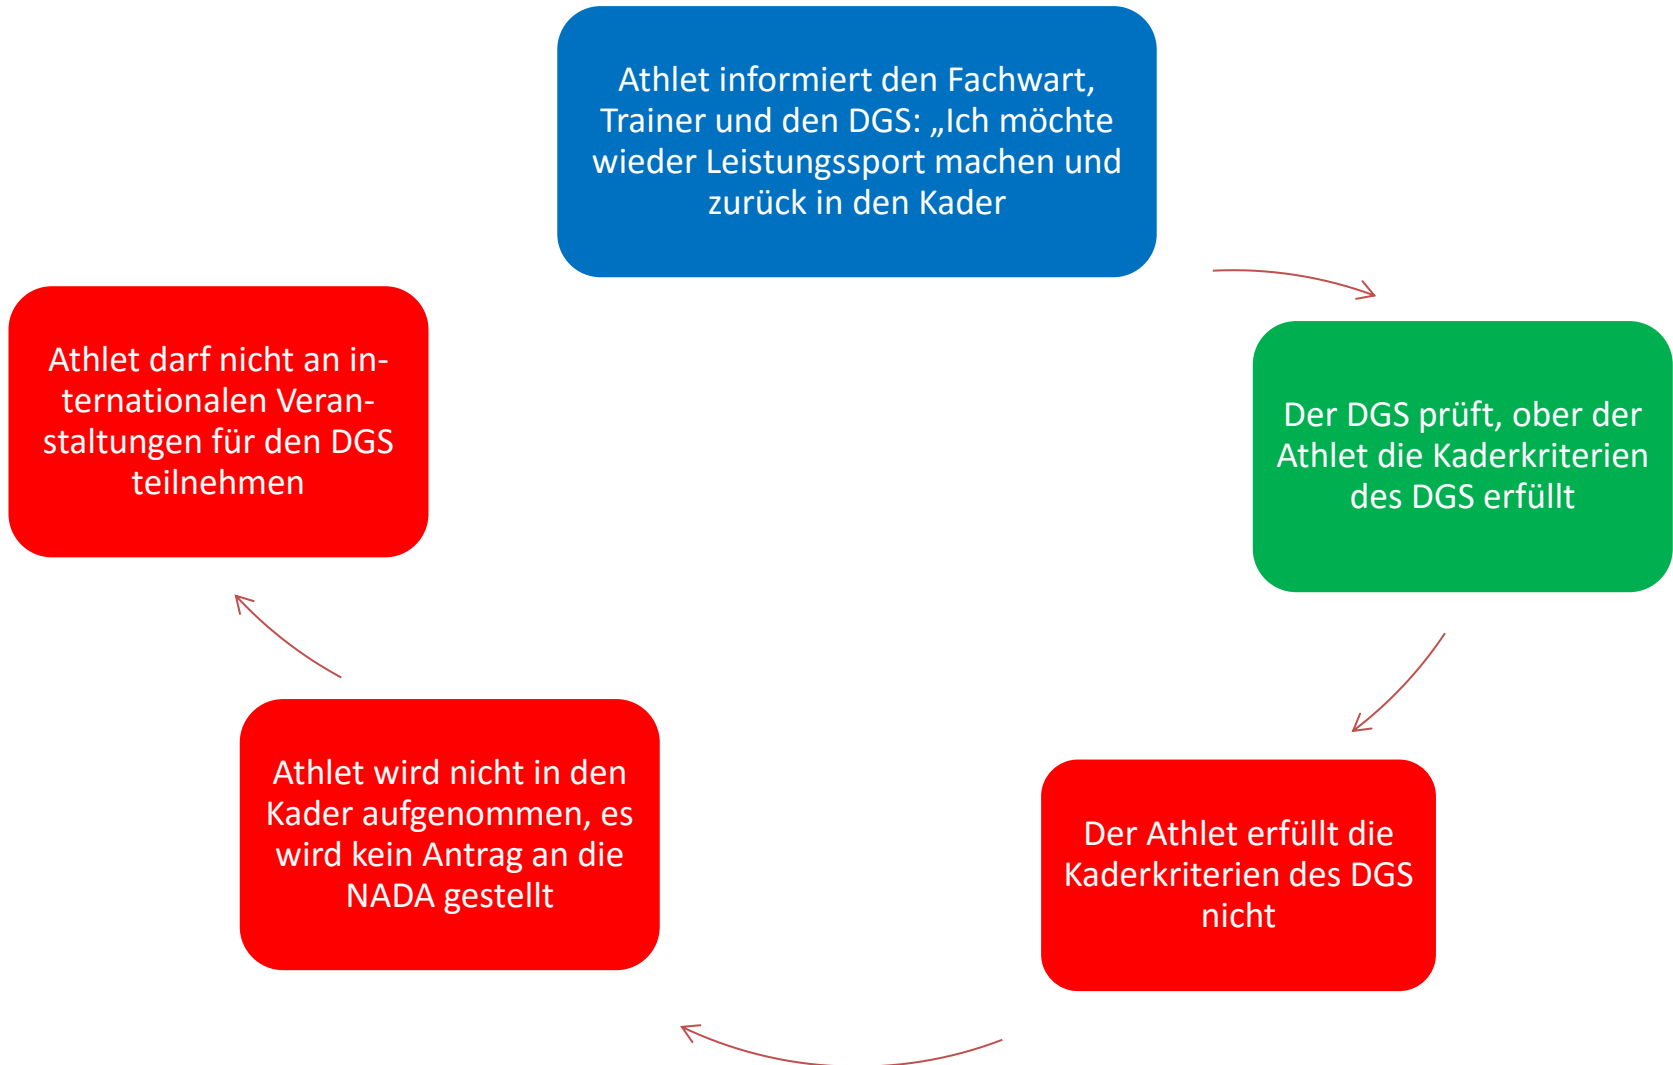 Athlet informiert den Fachwart,
Trainer und den DGS: „Ich möchte
wieder Leistungssport machen und
zurück in den Kader
Der DGS prüft, ober der
Athlet die Kaderkriterien
des DGS erfüllt
Der Athlet erfüllt die
Kaderkriterien des DGS
nicht
Athlet wird nicht in den
Kader aufgenommen, es
wird kein Antrag an die
NADA gestellt
Athlet darf nicht an in-
ternationalen Veran-
staltungen für den DGS
teilnehmen